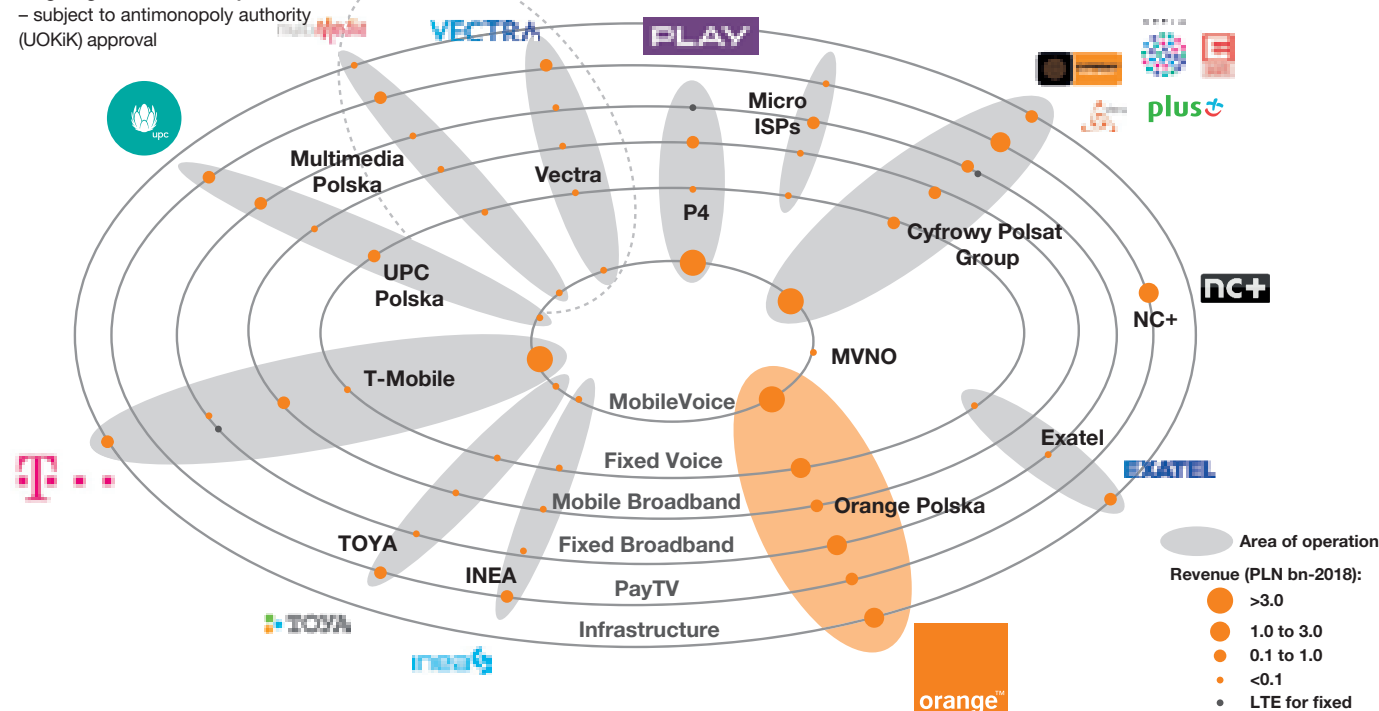 – subject to antimonopoly authority
(UOKiK) approval
VECTRA
PLAY
upc
plus
Multimedia
Polska
Vectra
Micro
ISPs
P4
Cyfrowy Polsat
Group
UPC
Polska
nc+
NC+
T-Mobile
MVNO
MobileVoice
Fixed Voice
Mobile Broadband
Fixed Broadband
PayTV
Infrastructure
Orange Polska
Exatel
EXATEL
TOYA
INEA
T
TOYA
inea
orange™
Area of operation
Revenue (PLN bn-2018):
>3.0
1.0 to 3.0
0.1 to 1.0
<0.1
LTE for fixed